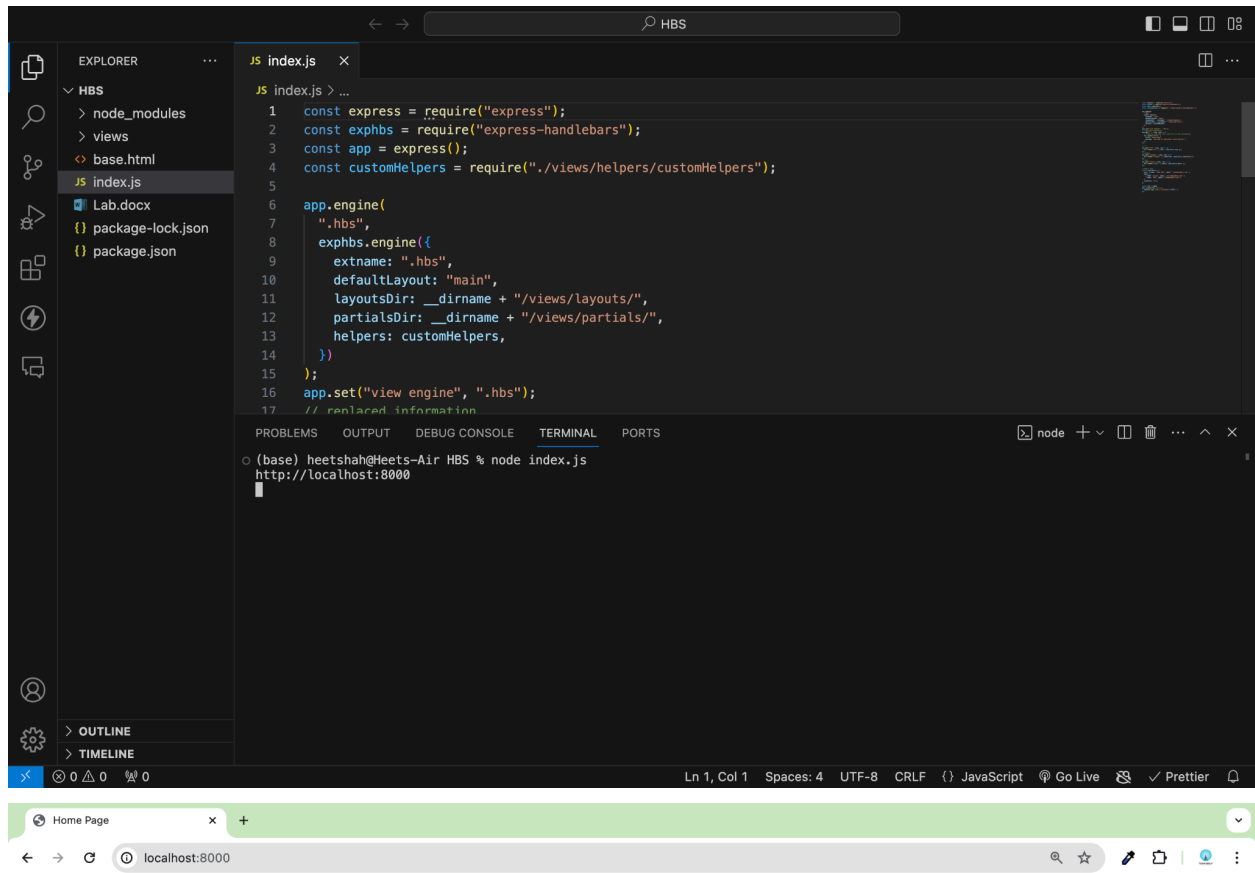 HBS
EXPLORER
HBS
node_modules
views
base.html
JS index.js
Lab.docx
{} package-lock.json
{} package.json
OUTLINE
TIMELINE
JS index.js
JS index.js > ...
1 const express = require("express");
2 const exphbs = require("express-handlebars");
3 const app = express();
4 const customHelpers = require("./views/helpers/customHelpers");
5
6 app.engine(
7 ".hbs",
8 exphbs.engine({
9 extname: ".hbs",
10 defaultLayout: "main",
11 layoutsDir: __dirname + "/views/layouts/",
12 partialsDir: __dirname + "/views/partials/",
13 helpers: customHelpers,
14 })
15 );
16 app.set("view engine", ".hbs");
17 // replaced information
PROBLEMS OUTPUT DEBUG CONSOLE TERMINAL PORTS node
(base) heetshah@Heets-Air HBS % node index.js
http://localhost:8000
0 0 0 Ln 1, Col 1 Spaces: 4 UTF-8 CRLF {} JavaScript Go Live Prettier
Home Page
localhost:8000